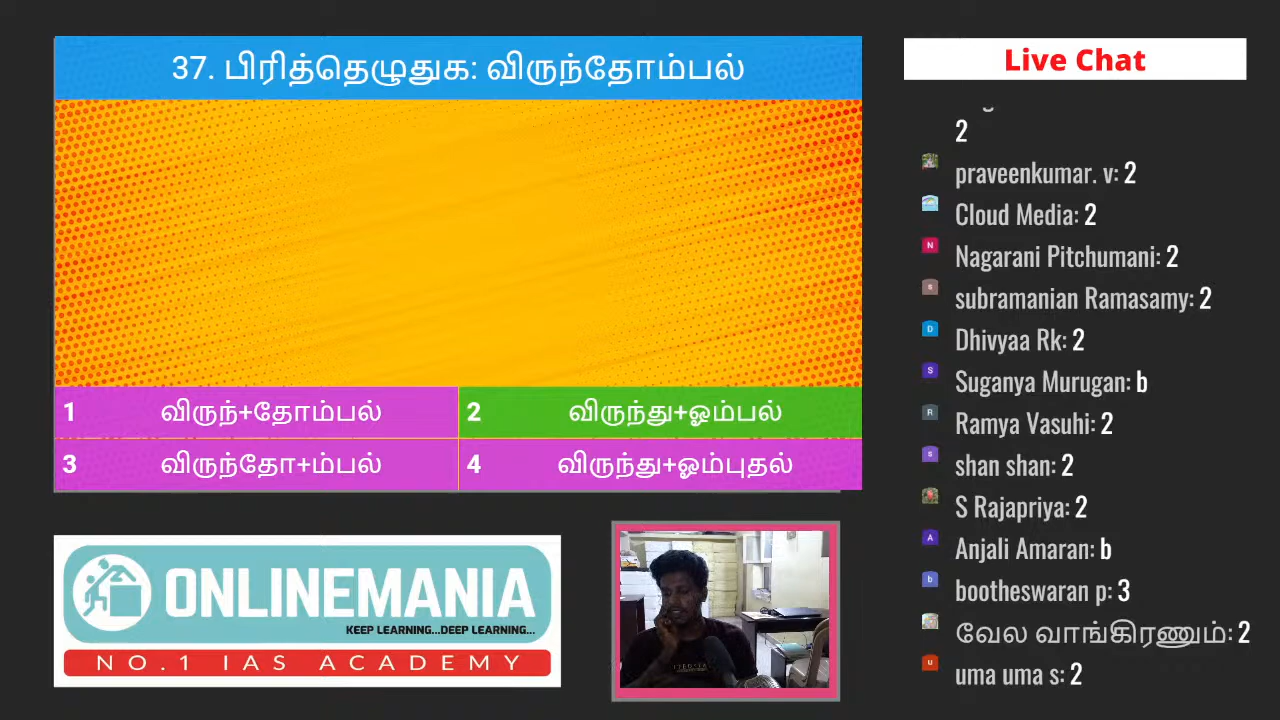 37. பிரித்தெழுதுக: விருந்தோம்பல்
1 விருந்+தோம்பல்
2 விருந்து+ஓம்பல்
3 விருந்தோ+ம்பல்
4 விருந்து+ஓம்புதல்
ONLINEMANIA
KEEP LEARNING...DEEP LEARNING...
NO.1 IAS ACADEMY
Live Chat
2
praveenkumar. v: 2
Cloud Media: 2
N Nagarani Pitchumani: 2
s subramanian Ramasamy: 2
D Dhivyaa Rk: 2
S Suganya Murugan: b
R Ramya Vasuhi: 2
s shan shan: 2
S Rajapriya: 2
A Anjali Amaran: b
b bootheswaran p: 3
வேல வாங்கிரணும்: 2
u uma uma s: 2